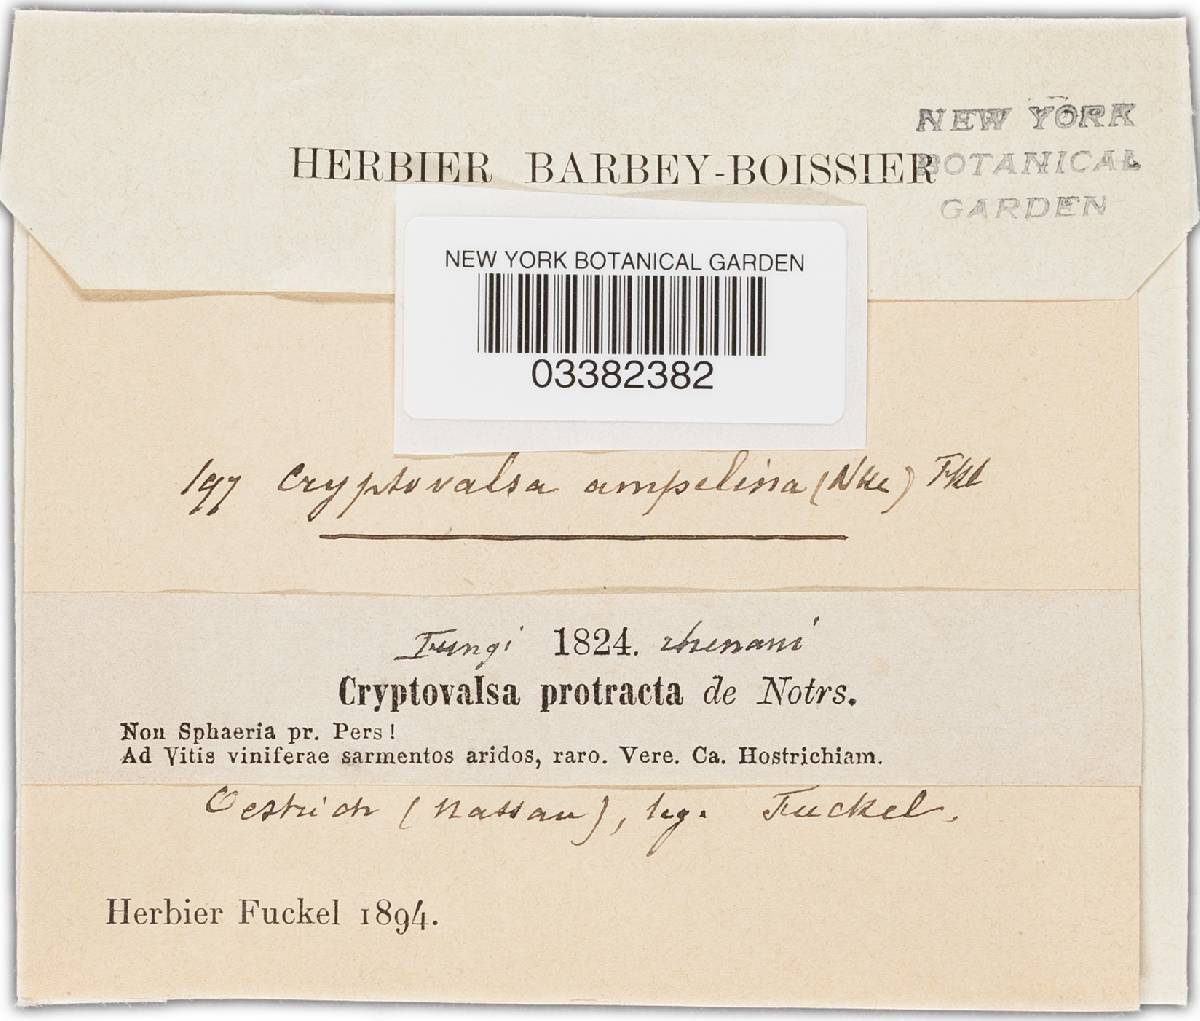 NEW YORK
BOTANICAL
GARDEN
HERBIER BARBEY-BOISSIER
NEW YORK BOTANICAL GARDEN
03382382
197 Cryptovalsa ampelina (Nke) Fkl
Fungi 1824. rhenani
Cryptovalsa protracta de Notrs.
Non Sphaeria pr. Pers!
Ad Vitis viniferae sarmentos aridos, raro. Vere. Ca. Hostrichiam.
Oestrich (Nassau), leg. Fuckel.
Herbier Fuckel 1894.